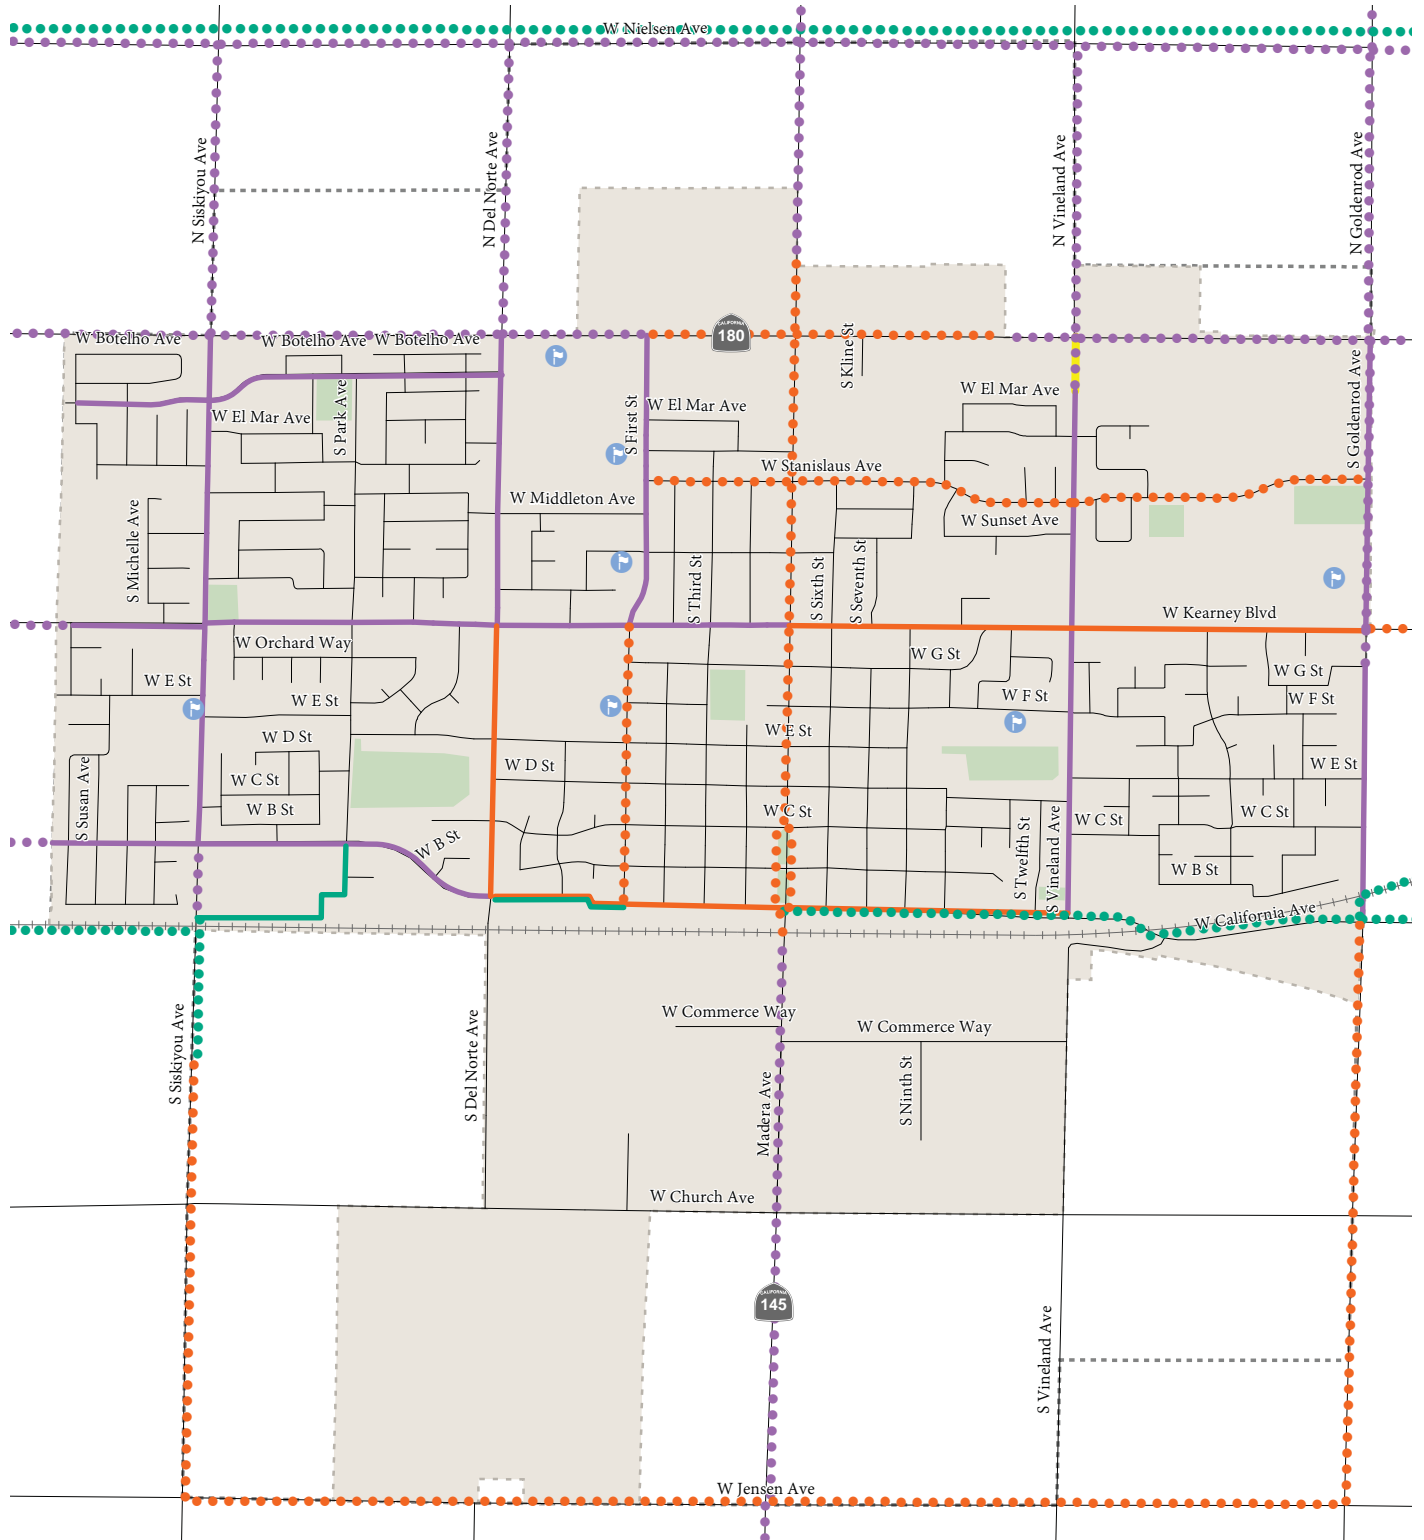 W Nielsen Ave
N Siskiyou Ave
N Del Norte Ave
N Vineland Ave
N Goldenrod Ave
W Botelho Ave
W Botelho Ave
W Botelho Ave
CALIFORNIA
180
S Kline St
S Goldenrod Ave
S Park Ave
W El Mar Ave
S First St
W El Mar Ave
W El Mar Ave
W Stanislaus Ave
W Middleton Ave
W Sunset Ave
S Michelle Ave
S Third St
S Sixth St
S Seventh St
W Kearney Blvd
W Orchard Way
W G St
W G St
W E St
W E St
W F St
W F St
W E St
W D St
W D St
W E St
W C St
S Susan Ave
W B St
W C St
W C St
W C St
W B St
S Twelfth St
S Vineland Ave
W B St
W California Ave
S Siskiyou Ave
S Del Norte Ave
W Commerce Way
W Commerce Way
S Ninth St
Madera Ave
W Church Ave
CALIFORNIA
145
S Vineland Ave
W Jensen Ave